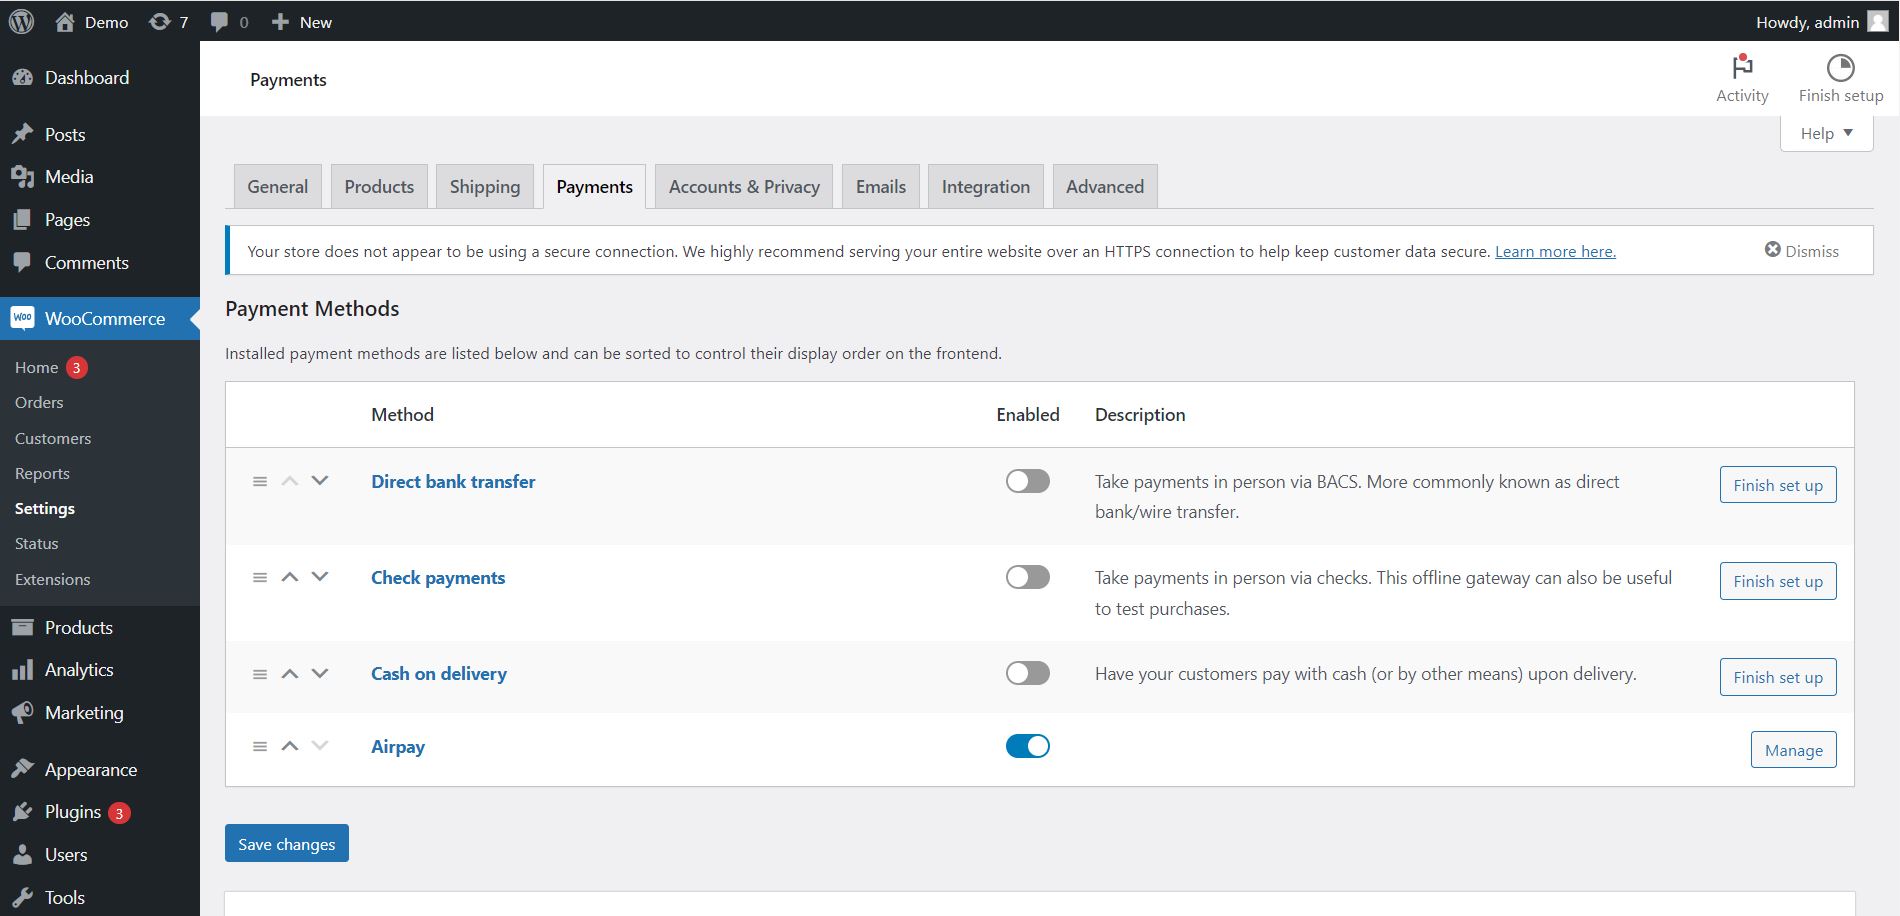 Demo 7 0 New Howdy, admin
Dashboard
Posts
Media
Pages
Comments
Woo WooCommerce
Home 3
Orders
Customers
Reports
Settings
Status
Extensions
Products
Analytics
Marketing
Appearance
Plugins 3
Users
Tools
Payments
Activity Finish setup
Help
General Products Shipping Payments Accounts & Privacy Emails Integration Advanced
Your store does not appear to be using a secure connection. We highly recommend serving your entire website over an HTTPS connection to help keep customer data secure. Learn more here. Dismiss
Payment Methods
Installed payment methods are listed below and can be sorted to control their display order on the frontend.
Method Enabled Description
Direct bank transfer Take payments in person via BACS. More commonly known as direct
bank/wire transfer. Finish set up
Check payments Take payments in person via checks. This offline gateway can also be useful
to test purchases. Finish set up
Cash on delivery Have your customers pay with cash (or by other means) upon delivery. Finish set up
Airpay Manage
Save changes